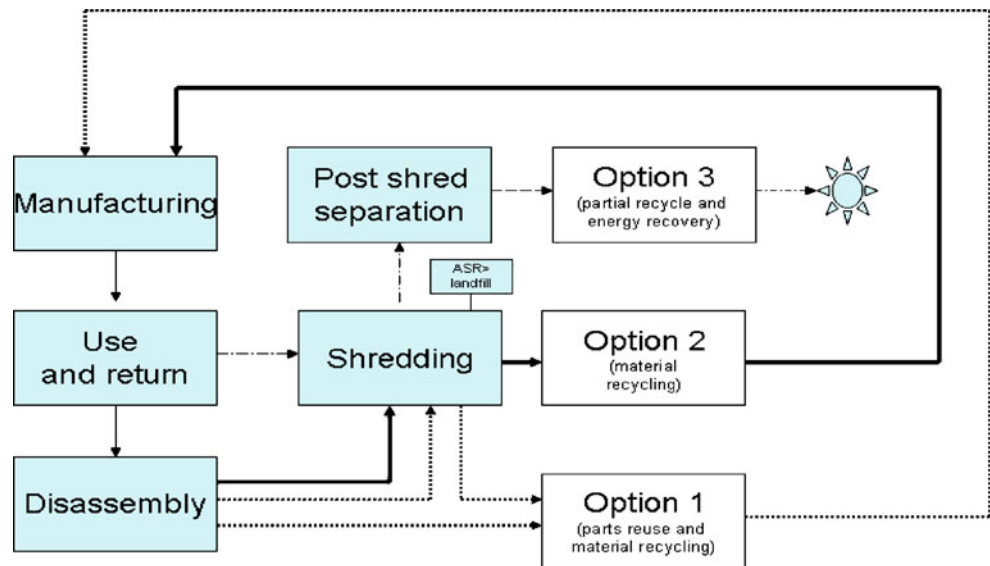 Manufacturing
Post shred
separation
Option 3
(partial recycle and
energy recovery)
ASR>
landfill
Use
and return
Shredding
Option 2
(material
recycling)
Disassembly
Option 1
(parts reuse and
material recycling)